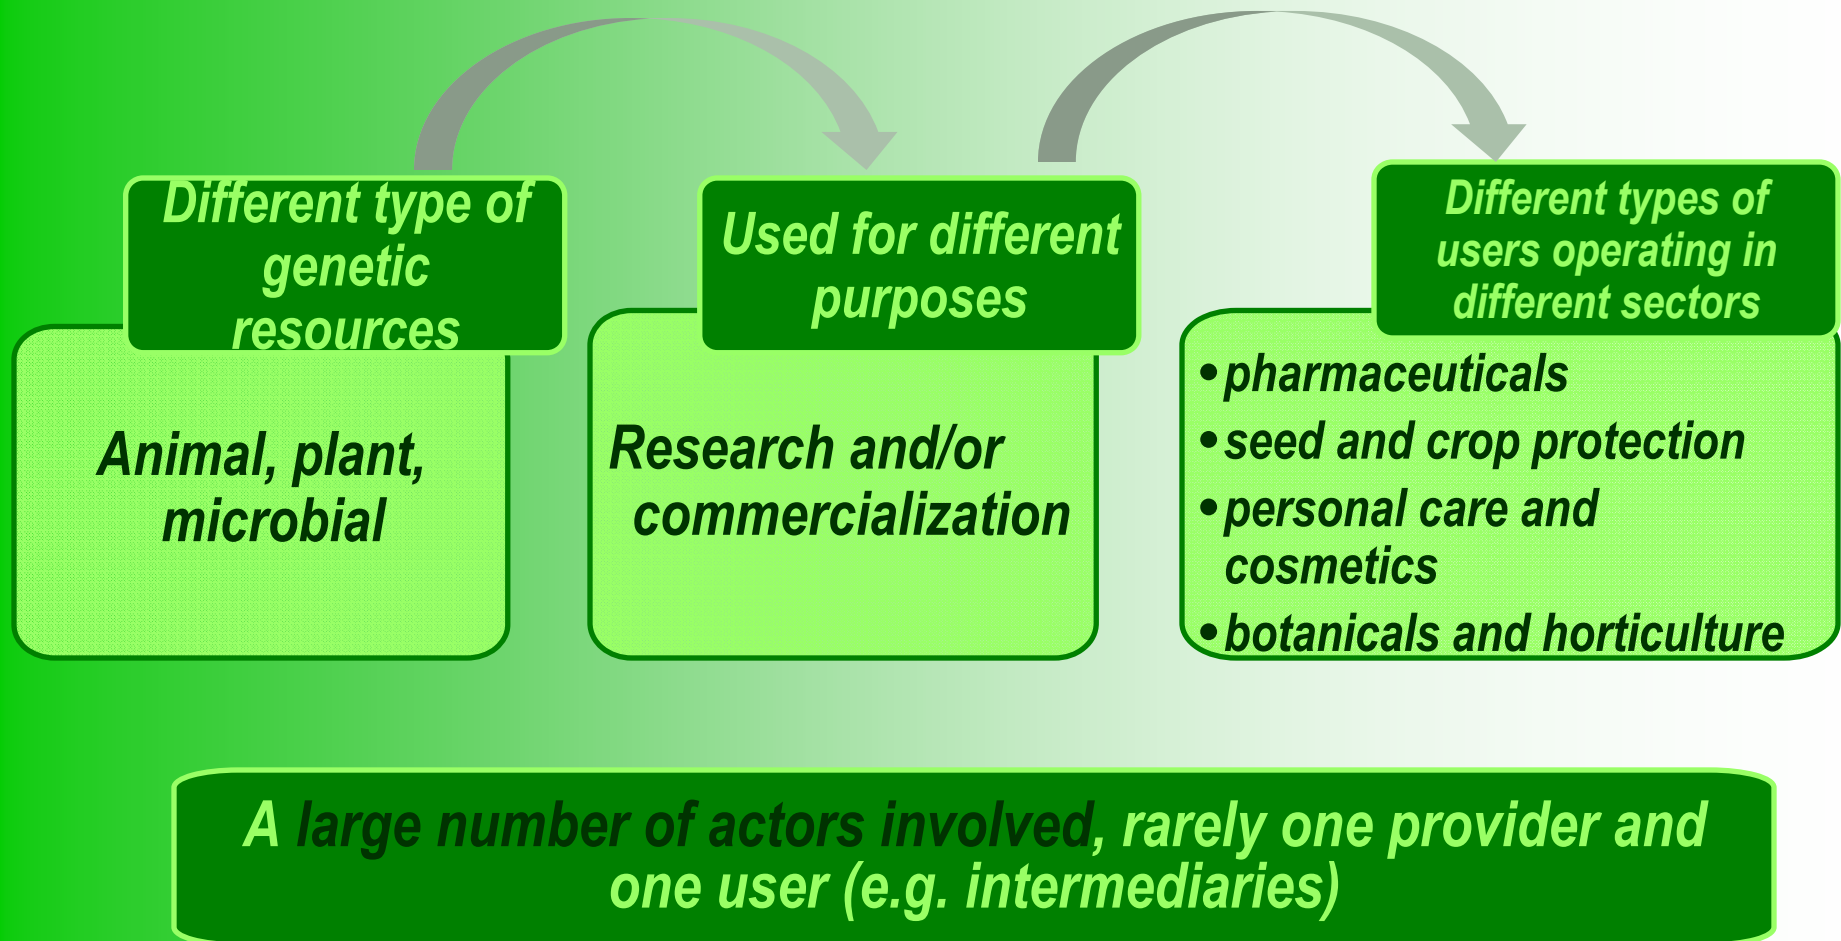 Different type of
genetic
resources
Animal, plant,
microbial
Used for different
purposes
Research and/or
commercialization
Different types of
users operating in
different sectors
•pharmaceuticals
•seed and crop protection
•personal care and
cosmetics
•botanicals and horticulture
A large number of actors involved, rarely one provider and
one user (e.g. intermediaries)